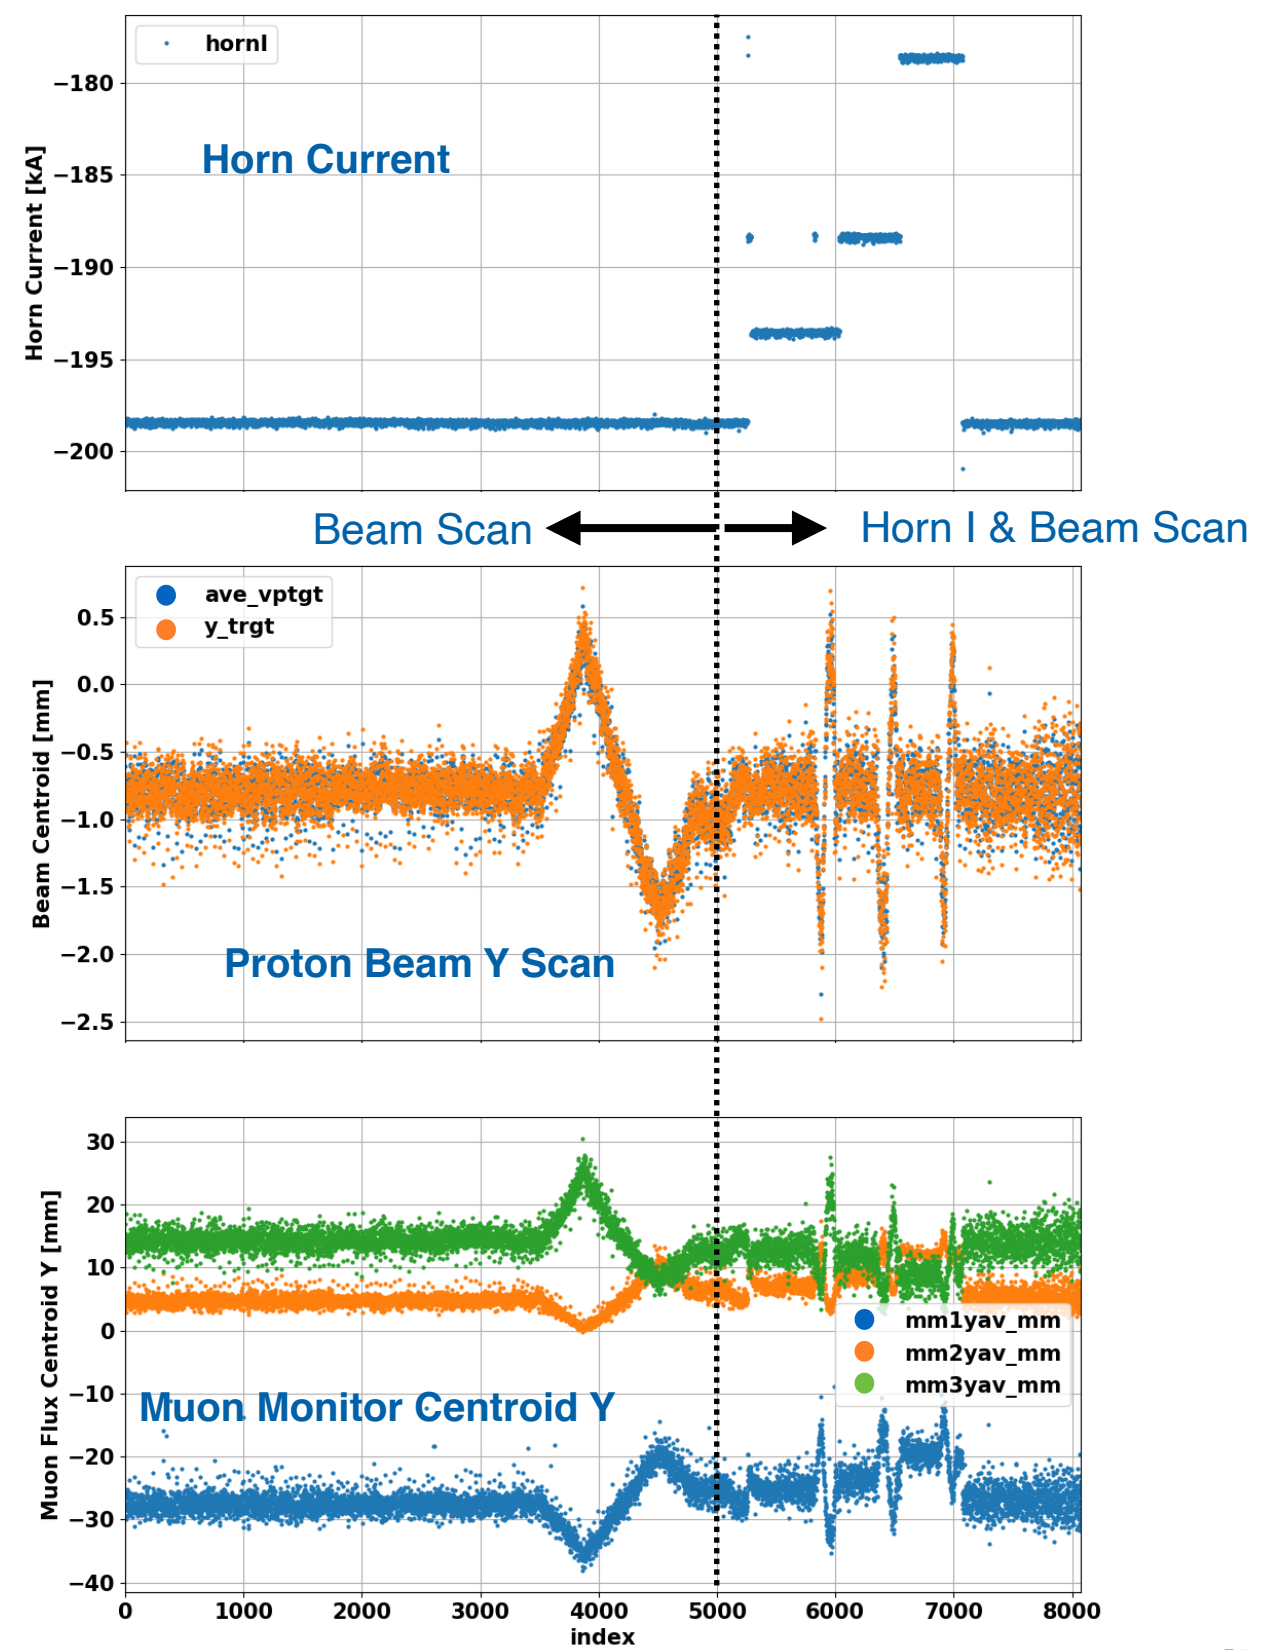 hornI
Horn Current
Horn Current [kA]
−180
−185
−190
−195
−200
Beam Scan
Horn I & Beam Scan
ave_vptgt
y_trgt
Beam Centroid [mm]
0.5
0.0
−0.5
−1.0
−1.5
−2.0
−2.5
Proton Beam Y Scan
Muon Flux Centroid Y [mm]
30
20
10
0
−10
−20
−30
−40
mm1yav_mm
mm2yav_mm
mm3yav_mm
Muon Monitor Centroid Y
0 1000 2000 3000 4000 5000 6000 7000 8000
index